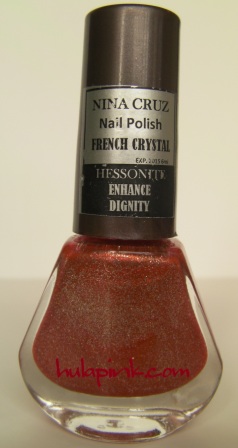 NINA CRUZ
Nail Polish
FRENCH CRYSTAL
HESSONITE
ENHANCE
DIGNITY
hulapink.com